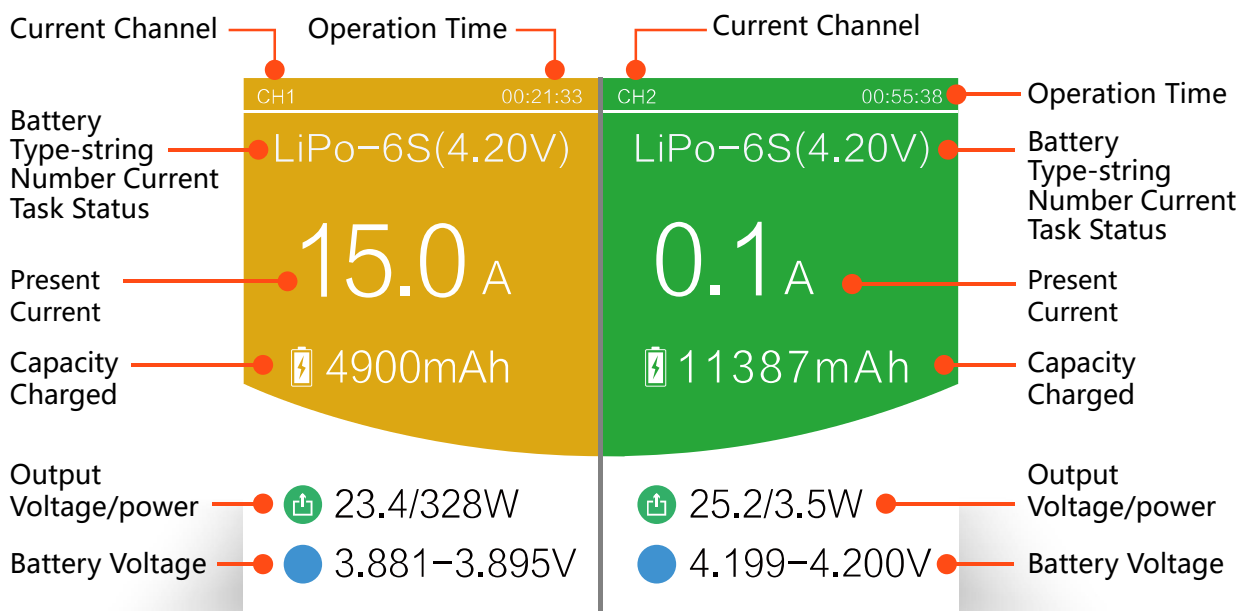 Current Channel
Operation Time
Current Channel
CH1
00:21:33
CH2
00:55:38
Operation Time
Battery
Type-string
Number Current
Task Status
LiPo-6S(4.20V)
LiPo-6S(4.20V)
Battery
Type-string
Number Current
Task Status
Present
Current
15.0 A
0.1 A
Present
Current
Capacity
Charged
4900mAh
11387mAh
Capacity
Charged
Output
Voltage/power
23.4/328W
25.2/3.5W
Output
Voltage/power
Battery Voltage
3.881-3.895V
4.199-4.200V
Battery Voltage